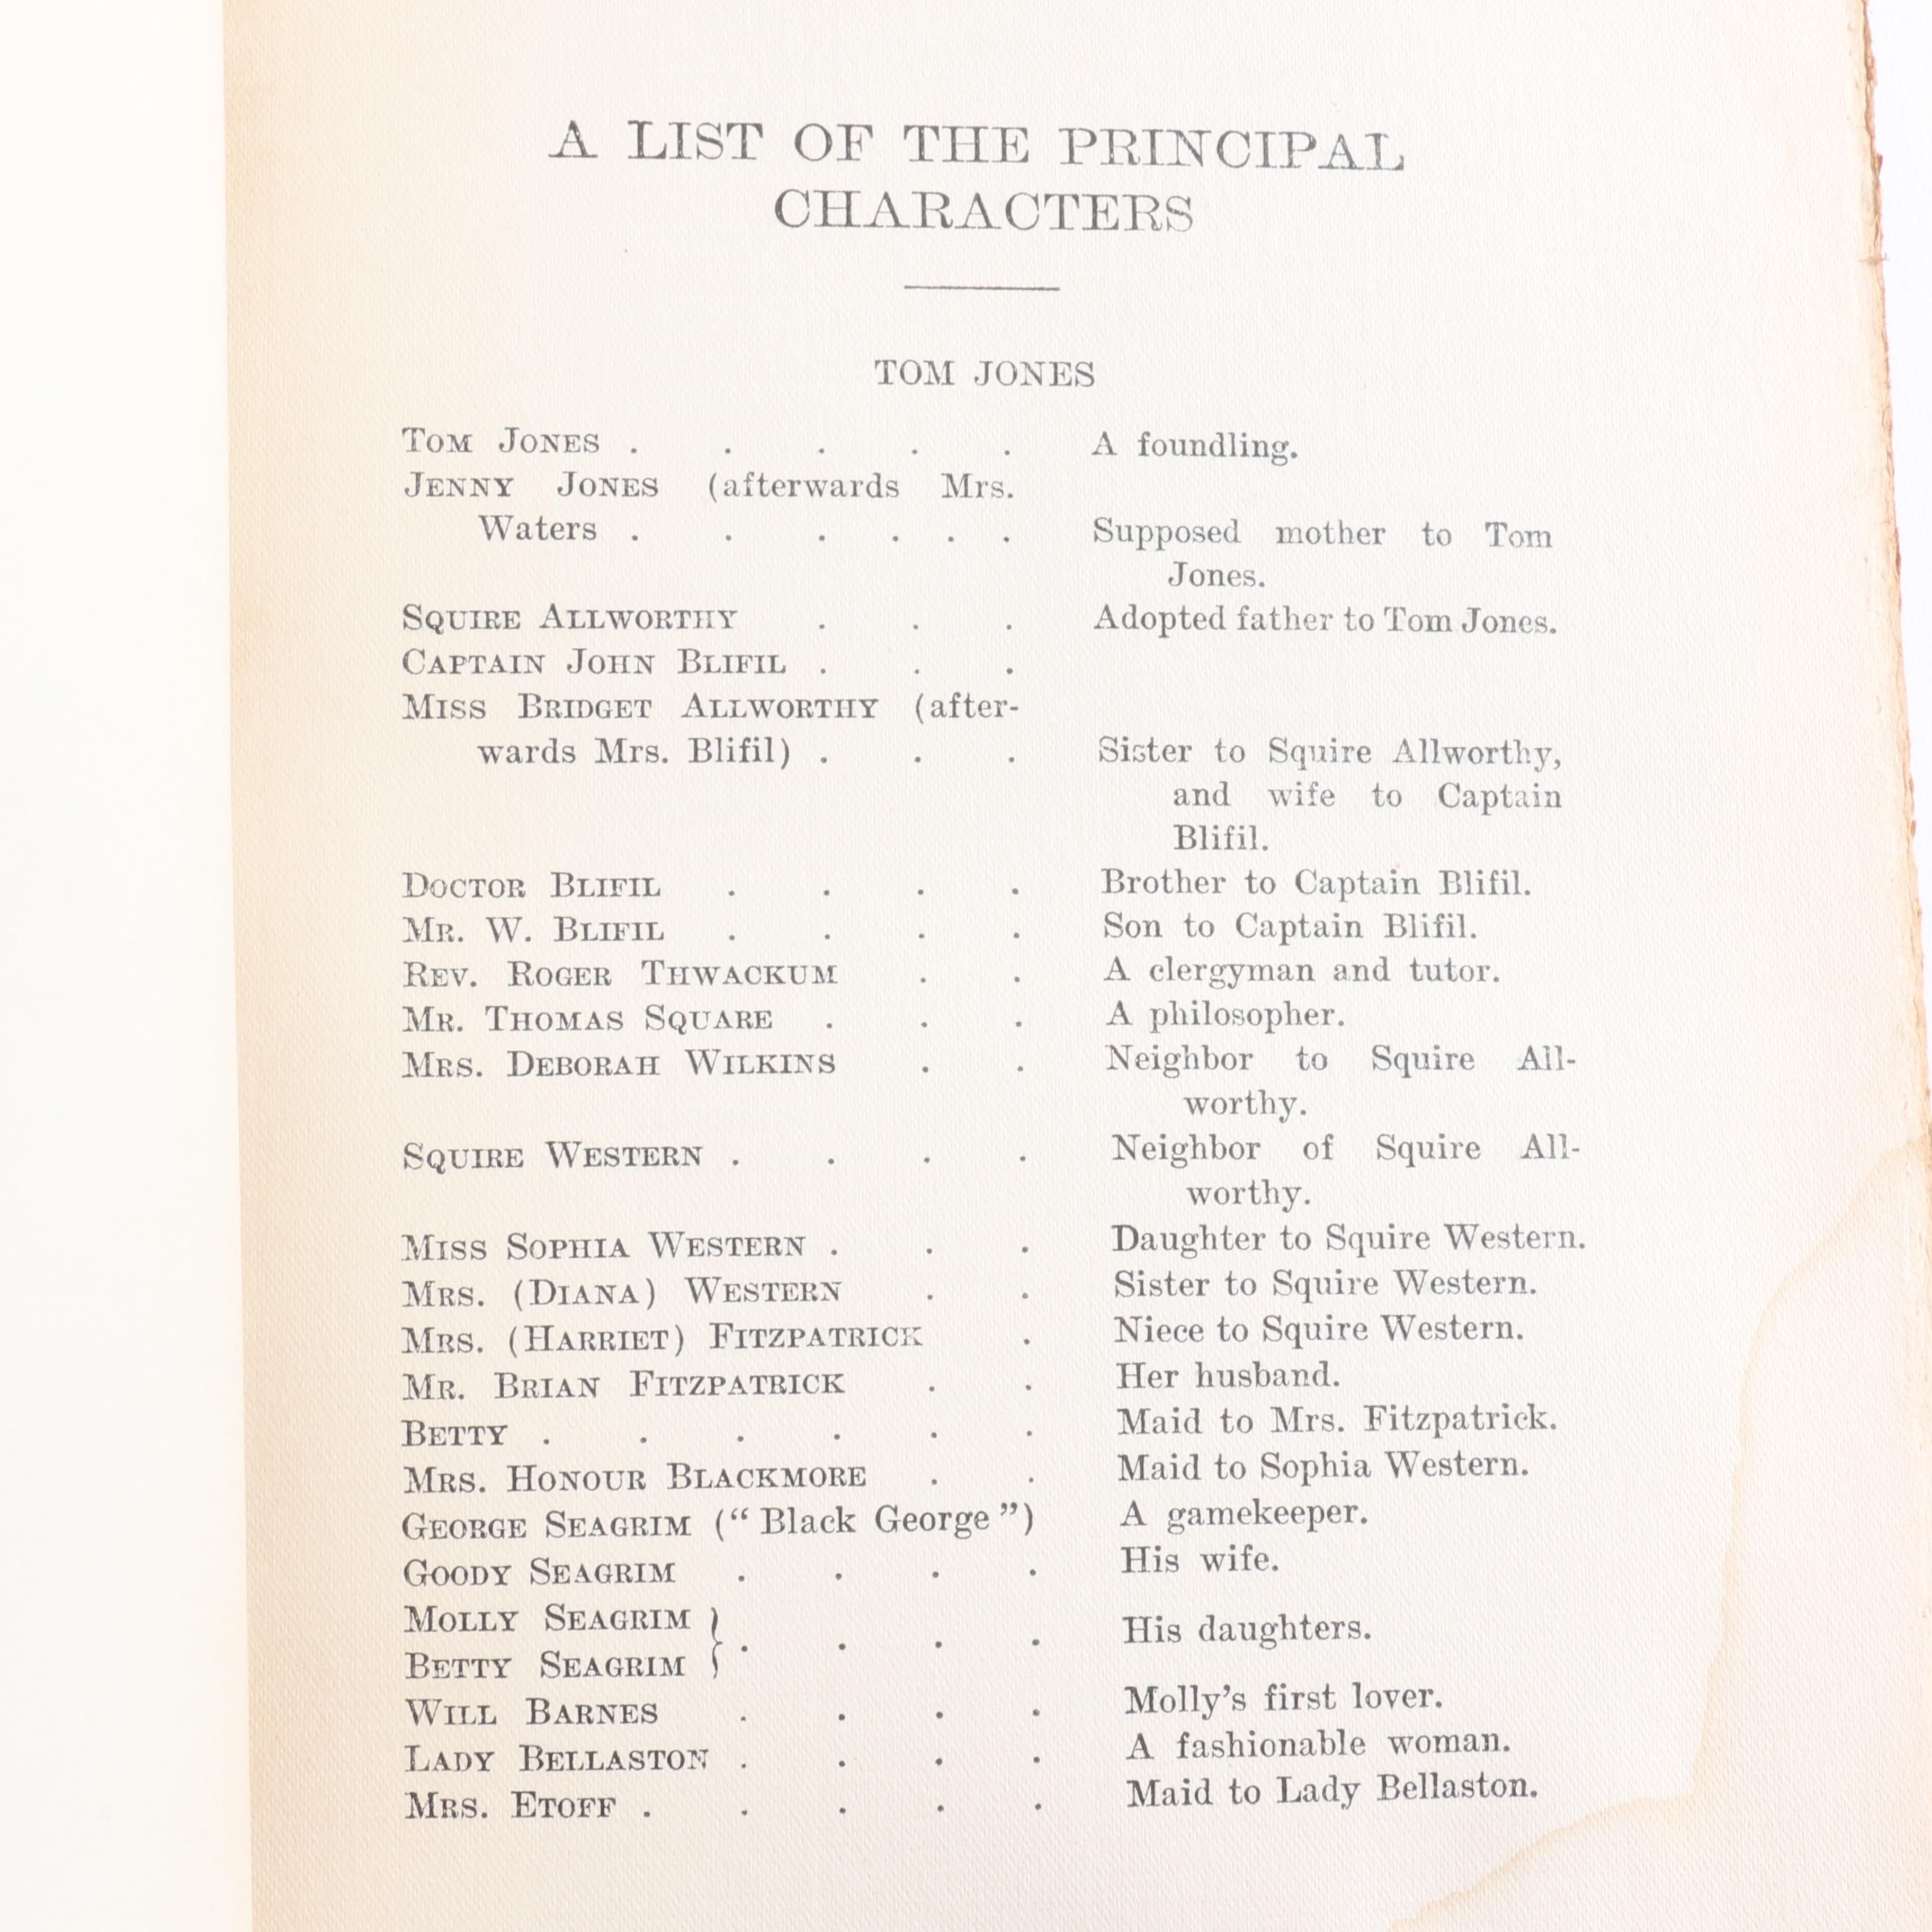 A LIST OF THE PRINCIPAL
CHARACTERS
TOM JONES
TOM JONES . . . . . A foundling.
JENNY JONES (afterwards Mrs.
Waters . . . . . . Supposed mother to Tom
Jones.
SQUIRE ALLWORTHY . . . Adopted father to Tom Jones.
CAPTAIN JOHN BLIFIL . . .
MISS BRIDGET ALLWORTHY (after-
wards Mrs. Blifil) . . . Sister to Squire Allworthy,
and wife to Captain
Blifil.
DOCTOR BLIFIL . . . . Brother to Captain Blifil.
MR. W. BLIFIL . . . . Son to Captain Blifil.
REV. ROGER THWACKUM . . A clergyman and tutor.
MR. THOMAS SQUARE . . . A philosopher.
MRS. DEBORAH WILKINS . . Neighbor to Squire All-
worthy.
SQUIRE WESTERN . . . . Neighbor of Squire All-
worthy.
MISS SOPHIA WESTERN . . . Daughter to Squire Western.
MRS. (DIANA) WESTERN . . Sister to Squire Western.
MRS. (HARRIET) FITZPATRICK . Niece to Squire Western.
MR. BRIAN FITZPATRICK . . Her husband.
BETTY . . . . . . Maid to Mrs. Fitzpatrick.
MRS. HONOUR BLACKMORE . . Maid to Sophia Western.
GEORGE SEAGRIM (“Black George”) A gamekeeper.
GOODY SEAGRIM . . . . His wife.
MOLLY SEAGRIM }
BETTY SEAGRIM } . . . . His daughters.
WILL BARNES . . . . Molly’s first lover.
LADY BELLASTON . . . . A fashionable woman.
MRS. ETOFF . . . . . Maid to Lady Bellaston.